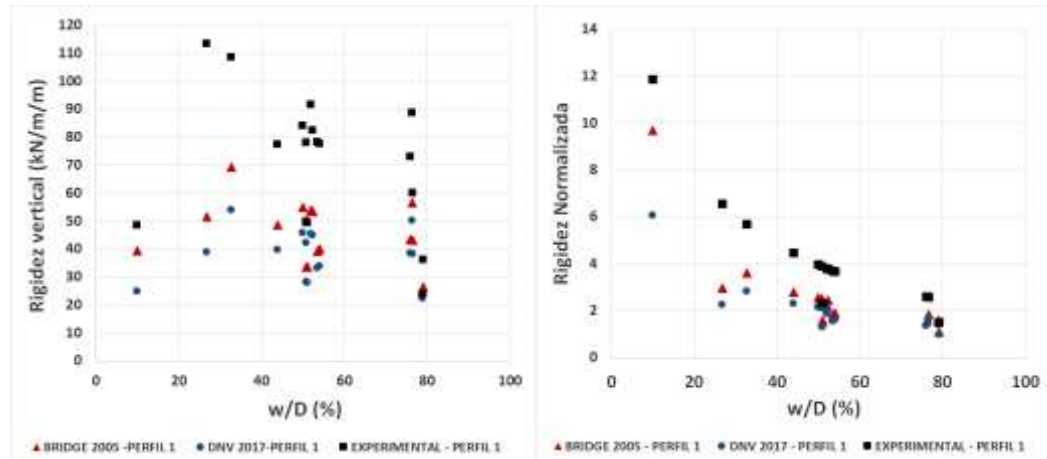 Rigidez vertical (kN/m/m)
120
110
100
90
80
70
60
50
40
30
20
10
0
0 20 40 60 80 100
w/D (%)
▲ BRIDGE 2005 -PERFIL 1 ● DNV 2017-PERFIL 1 ■ EXPERIMENTAL - PERFIL 1
Rigidez Normalizada
14
12
10
8
6
4
2
0
0 20 40 60 80 100
w/D (%)
▲ BRIDGE 2005 - PERFIL 1 ● DNV 2017 - PERFIL 1 ■ EXPERIMENTAL - PERFIL 1